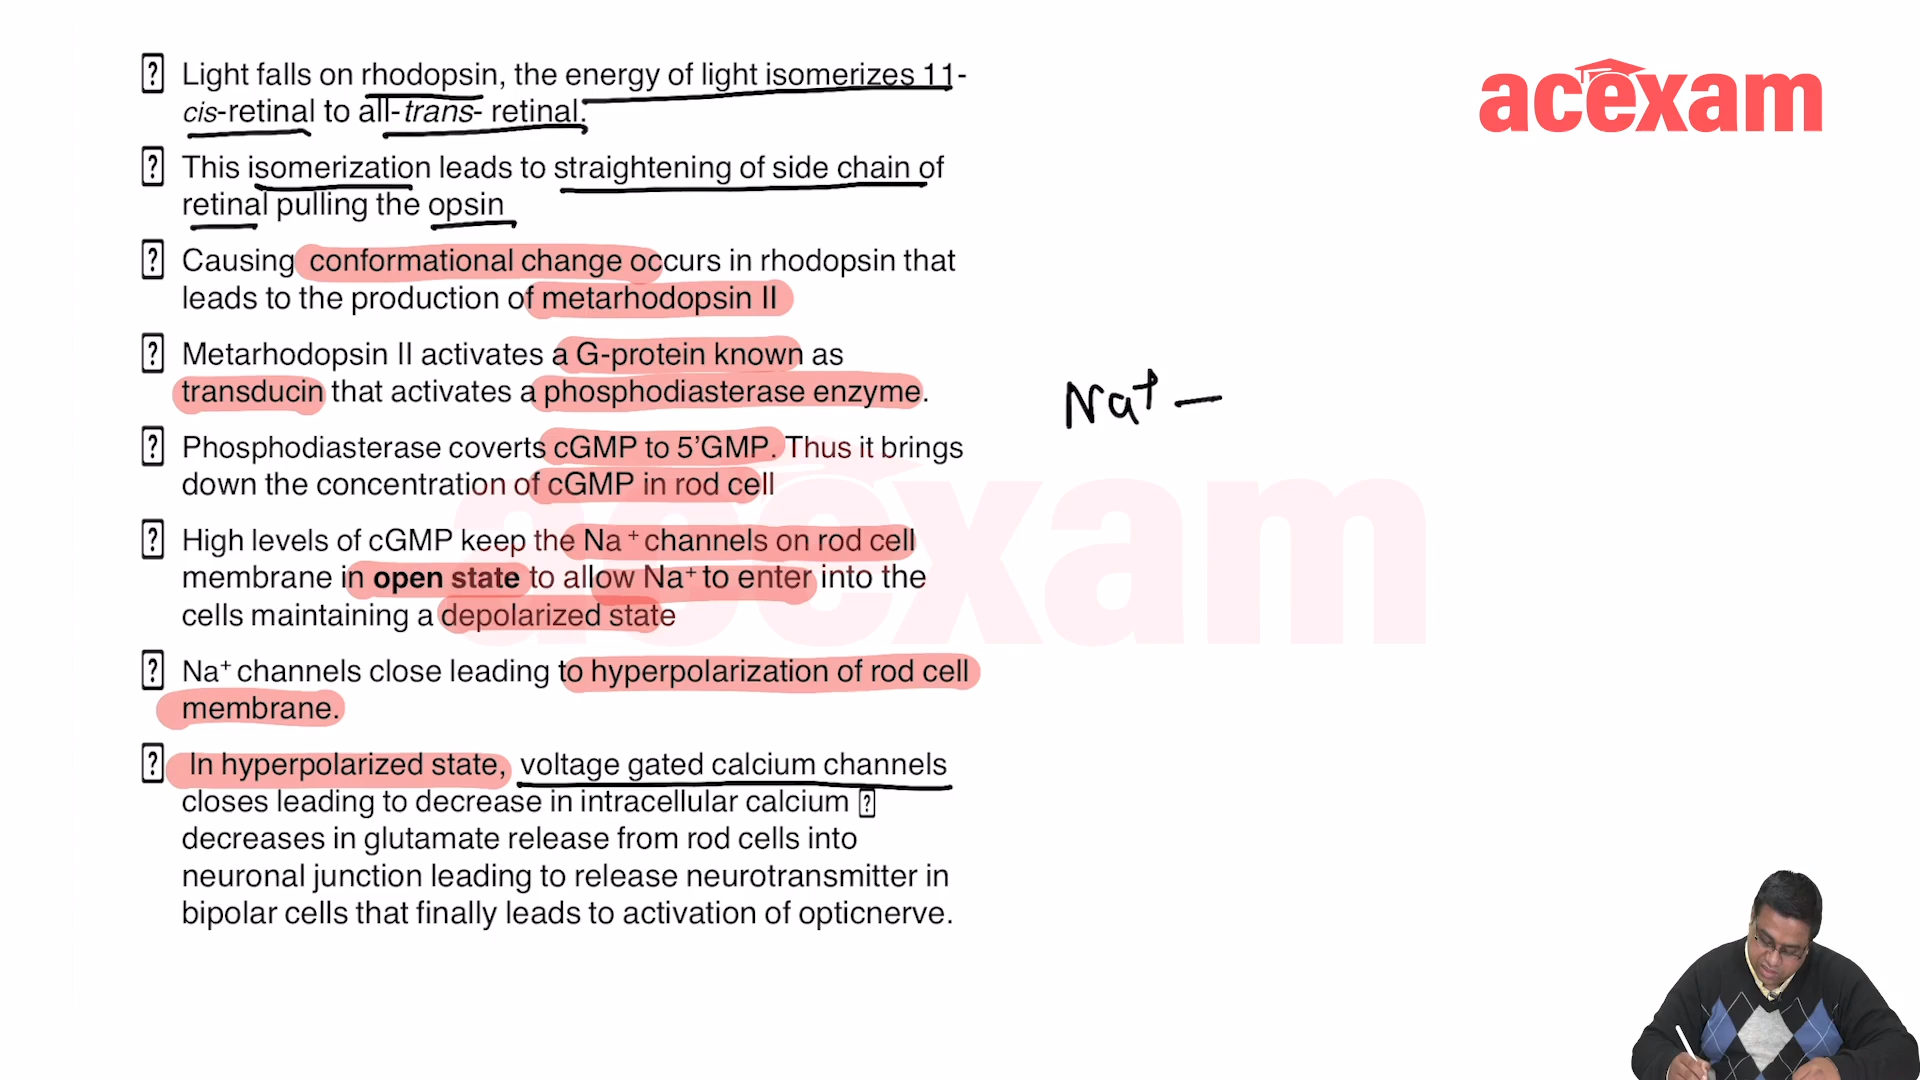 Light falls on rhodopsin, the energy of light isomerizes 11-
cis-retinal to all-trans- retinal.
This isomerization leads to straightening of side chain of
retinal pulling the opsin
Causing conformational change occurs in rhodopsin that
leads to the production of metarhodopsin II
Metarhodopsin II activates a G-protein known as
transducin that activates a phosphodiasterase enzyme.
Phosphodiasterase coverts cGMP to 5’GMP. Thus it brings
down the concentration of cGMP in rod cell
High levels of cGMP keep the Na + channels on rod cell
membrane in open state to allow Na+ to enter into the
cells maintaining a depolarized state
Na+ channels close leading to hyperpolarization of rod cell
membrane.
In hyperpolarized state, voltage gated calcium channels
closes leading to decrease in intracellular calcium
decreases in glutamate release from rod cells into
neuronal junction leading to release neurotransmitter in
bipolar cells that finally leads to activation of opticnerve.
Na+ —
acexam
acexam